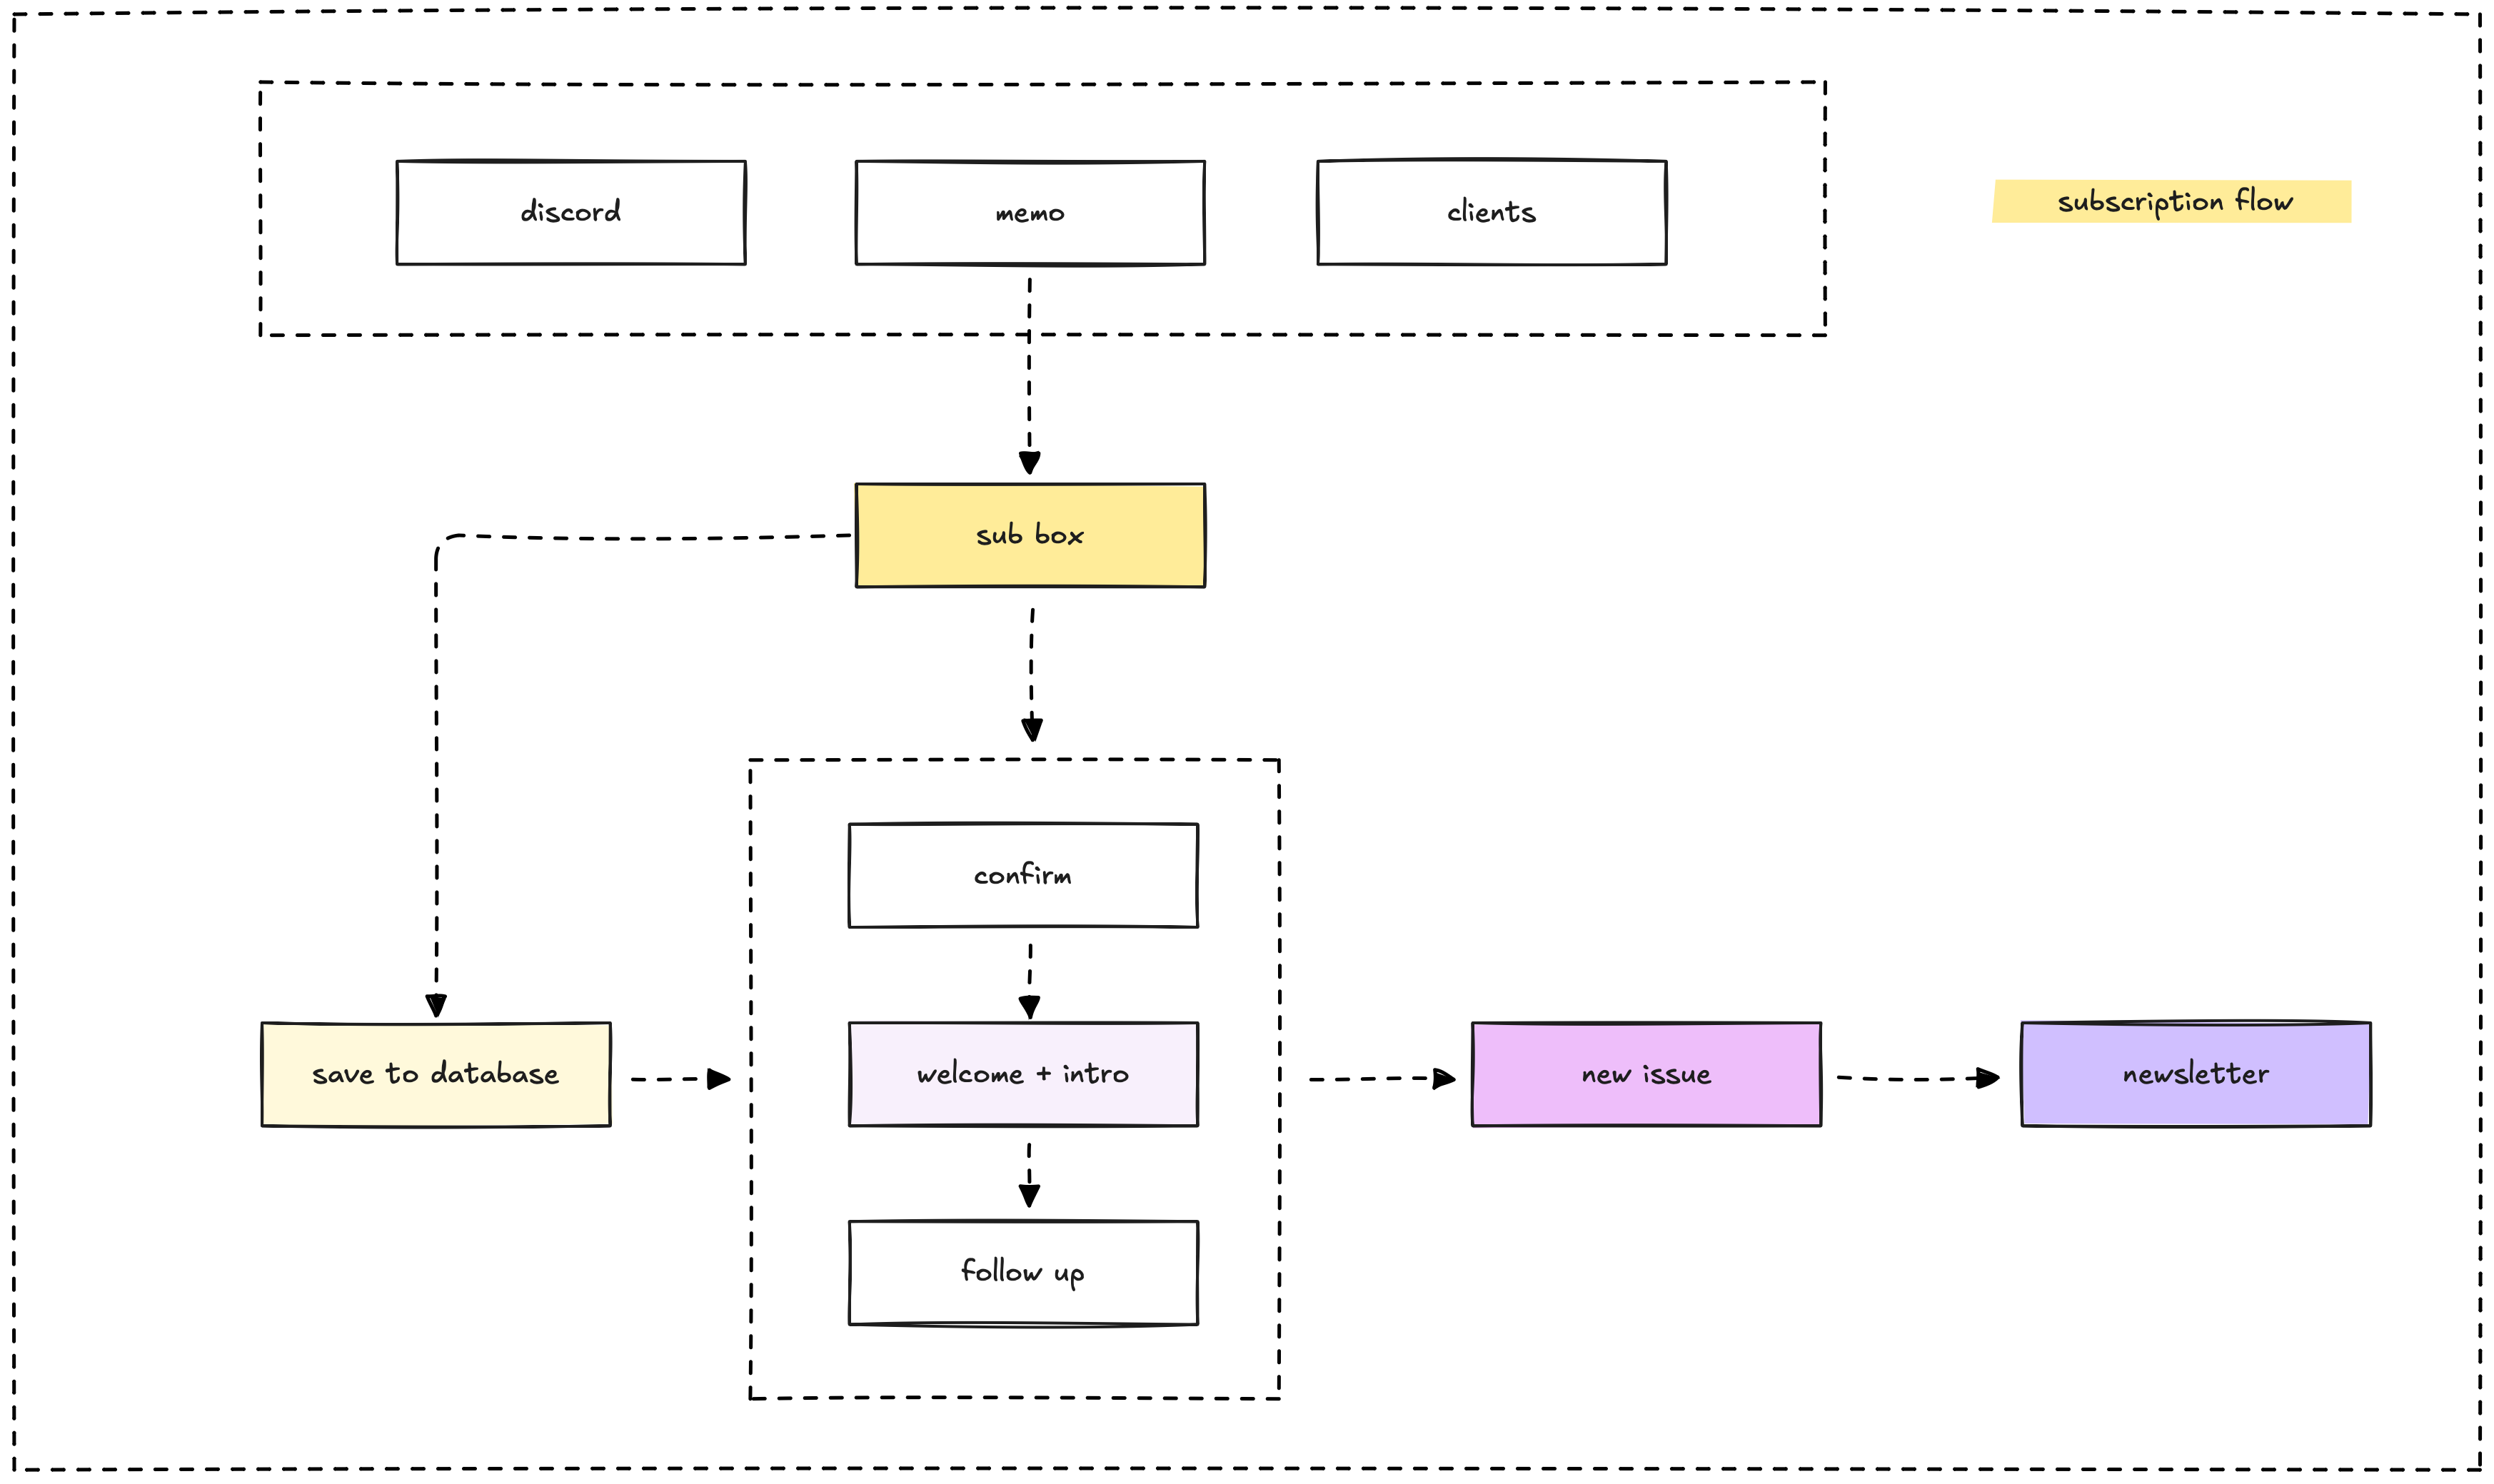 discord
memo
clients
subscription flow
sub box
confirm
save to database
welcome + intro
new issue
newsletter
follow up